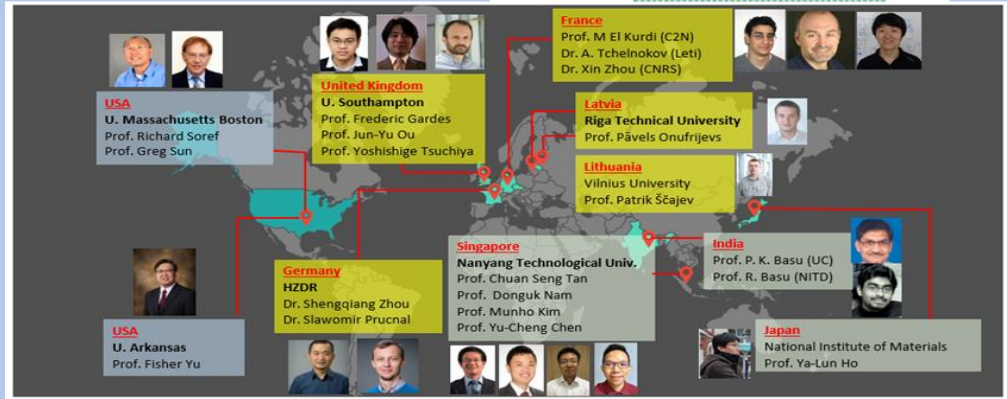 USA
U. Massachusetts Boston
Prof. Richard Soref
Prof. Greg Sun
United Kingdom
U. Southampton
Prof. Frederic Gardes
Prof. Jun-Yu Ou
Prof. Yoshishige Tsuchiya
France
Prof. M El Kurdi (C2N)
Dr. A. Tchelnokov (Leti)
Dr. Xin Zhou (CNRS)
Latvia
Riga Technical University
Prof. Pāvels Onufrijevs
Lithuania
Vilnius University
Prof. Patrik Ščajev
USA
U. Arkansas
Prof. Fisher Yu
Germany
HZDR
Dr. Shengqiang Zhou
Dr. Slawomir Prucnal
Singapore
Nanyang Technological Univ.
Prof. Chuan Seng Tan
Prof. Donguk Nam
Prof. Munho Kim
Prof. Yu-Cheng Chen
India
Prof. P. K. Basu (UC)
Prof. R. Basu (NITD)
Japan
National Institute of Materials
Prof. Ya-Lun Ho